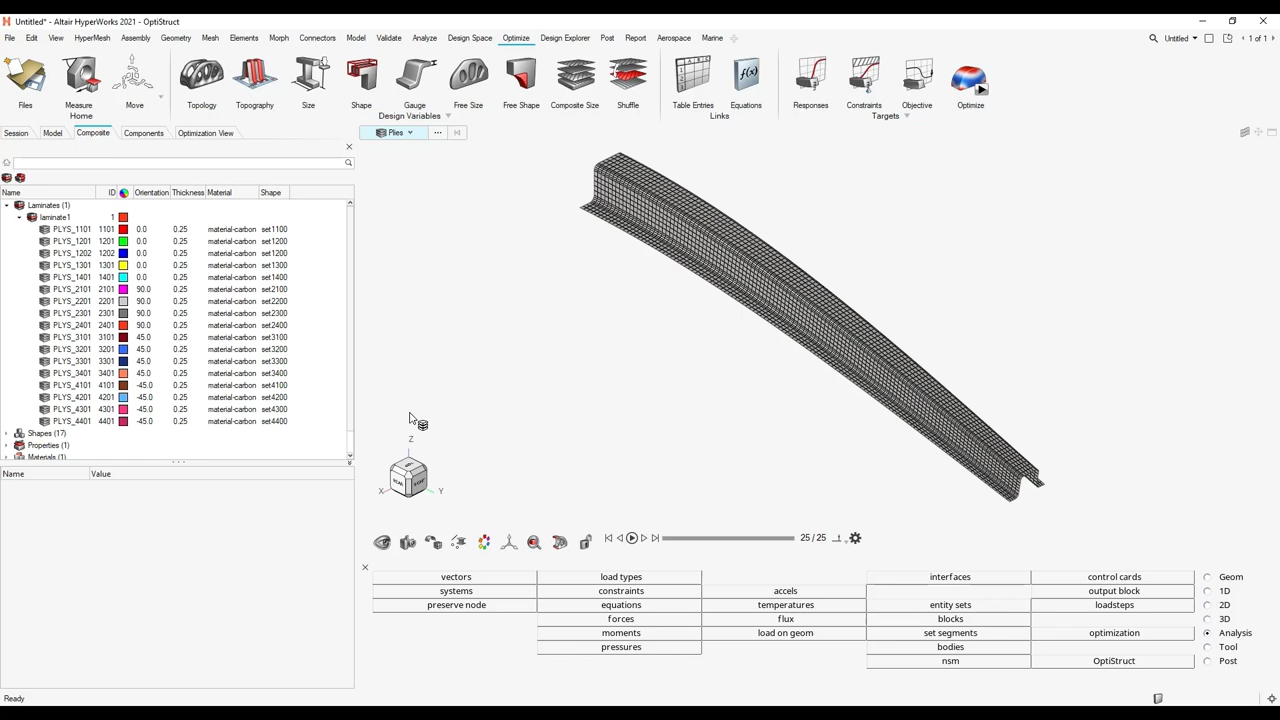 Untitled* - Altair HyperWorks 2021 - OptiStruct
File Edit View HyperMesh Assembly Geometry Mesh Elements Morph Connectors Model Validate Analyze Design Space Optimize Design Explorer Post Report Aerospace Marine Untitled 1 of 1
Files Measure Move Topology Topography Size Shape Gauge Free Size Free Shape Composite Size Shuffle Table Entries Equations Responses Constraints Objective Optimize
Home Design Variables Links Targets
Session Model Composite Components Optimization View Plies
Name ID Orientation Thickness Material Shape
Laminates (1)
laminate1 1
PLYS_1101 1101 0.0 0.25 material-carbon set1100
PLYS_1201 1201 0.0 0.25 material-carbon set1200
PLYS_1202 1202 0.0 0.25 material-carbon set1200
PLYS_1301 1301 0.0 0.25 material-carbon set1300
PLYS_1401 1401 0.0 0.25 material-carbon set1400
PLYS_2101 2101 90.0 0.25 material-carbon set2100
PLYS_2201 2201 90.0 0.25 material-carbon set2200
PLYS_2301 2301 90.0 0.25 material-carbon set2300
PLYS_2401 2401 90.0 0.25 material-carbon set2400
PLYS_3101 3101 45.0 0.25 material-carbon set3100
PLYS_3201 3201 45.0 0.25 material-carbon set3200
PLYS_3301 3301 45.0 0.25 material-carbon set3300
PLYS_3401 3401 45.0 0.25 material-carbon set3400
PLYS_4101 4101 -45.0 0.25 material-carbon set4100
PLYS_4201 4201 -45.0 0.25 material-carbon set4200
PLYS_4301 4301 -45.0 0.25 material-carbon set4300
PLYS_4401 4401 -45.0 0.25 material-carbon set4400
Shapes (17)
Properties (1)
Materials (1)
Name Value
Z
X Y
25 / 25
vectors load types interfaces control cards Geom
systems constraints accels output block 1D
preserve node equations temperatures entity sets loadsteps 2D
forces flux blocks 3D
moments load on geom set segments optimization Analysis
pressures bodies Tool
nsm OptiStruct Post
Ready